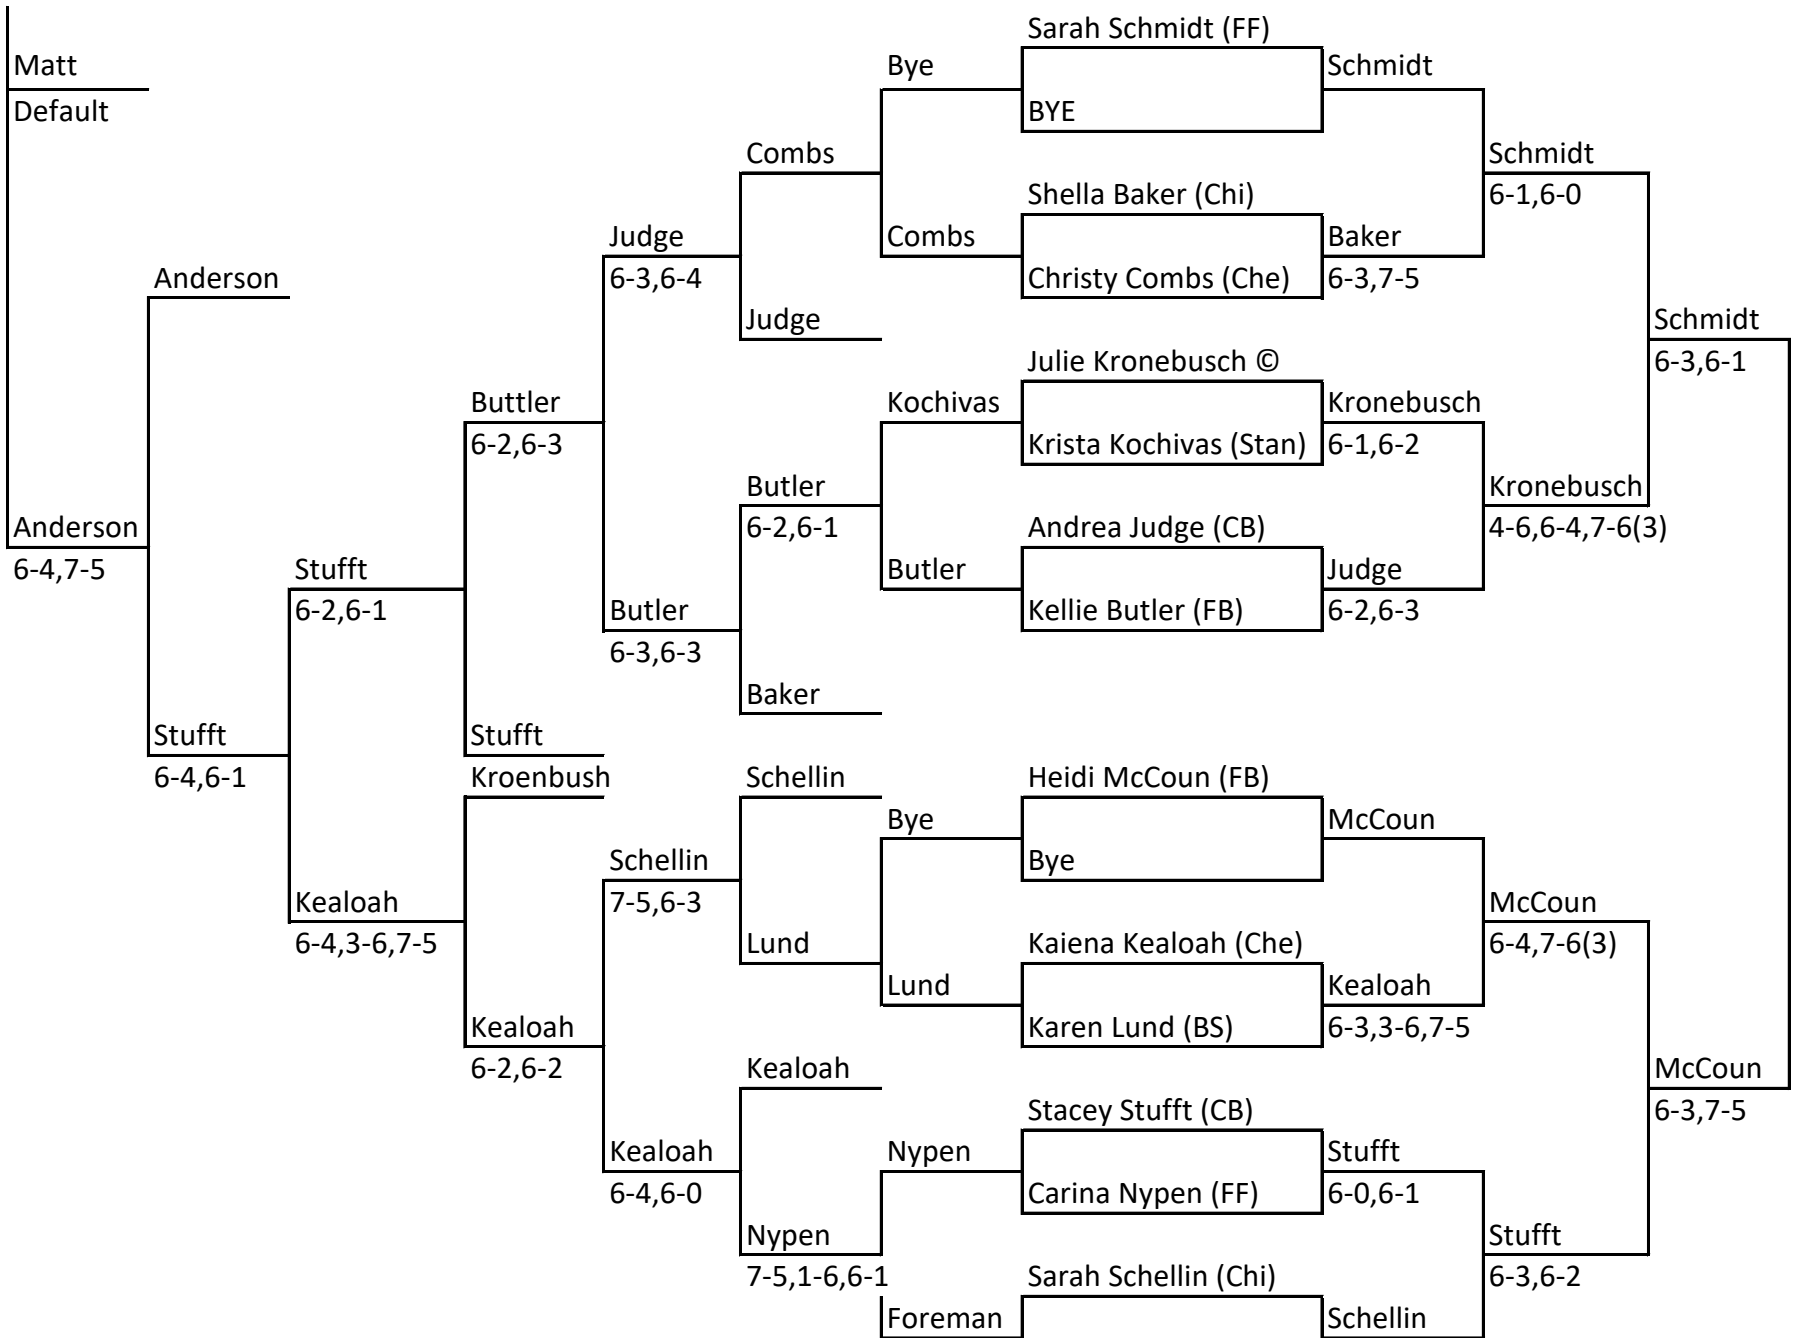 Sarah Schmidt (FF)
Matt
Bye
Schmidt
Default
BYE
Combs
Schmidt
Shella Baker (Chi)
6-1,6-0
Judge
Combs
Baker
Anderson
6-3,6-4
Christy Combs (Che)
6-3,7-5
Judge
Schmidt
Julie Kronebusch ©
6-3,6-1
Buttler
Kochivas
Kronebusch
6-2,6-3
Krista Kochivas (Stan)
6-1,6-2
Butler
Kronebusch
Anderson
6-2,6-1
Andrea Judge (CB)
4-6,6-4,7-6(3)
6-4,7-5
Stufft
Butler
Judge
6-2,6-1
Butler
Kellie Butler (FB)
6-2,6-3
6-3,6-3
Baker
Stufft
Stufft
6-4,6-1
Kroenbush
Schellin
Heidi McCoun (FB)
Bye
McCoun
Schellin
Bye
Kealoah
7-5,6-3
McCoun
6-4,3-6,7-5
Lund
Kaiena Kealoah (Che)
6-4,7-6(3)
Lund
Kealoah
Kealoah
Karen Lund (BS)
6-3,3-6,7-5
6-2,6-2
Kealoah
McCoun
Stacey Stufft (CB)
6-3,7-5
Kealoah
Nypen
Stufft
6-4,6-0
Carina Nypen (FF)
6-0,6-1
Nypen
Stufft
7-5,1-6,6-1
Sarah Schellin (Chi)
6-3,6-2
Foreman
Schellin